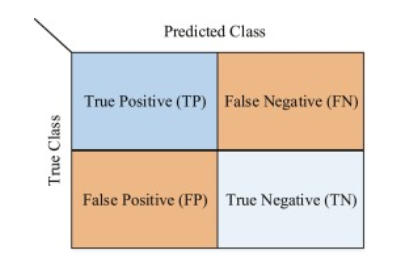 Predicted Class
True Class
True Positive (TP)
False Negative (FN)
False Positive (FP)
True Negative (TN)